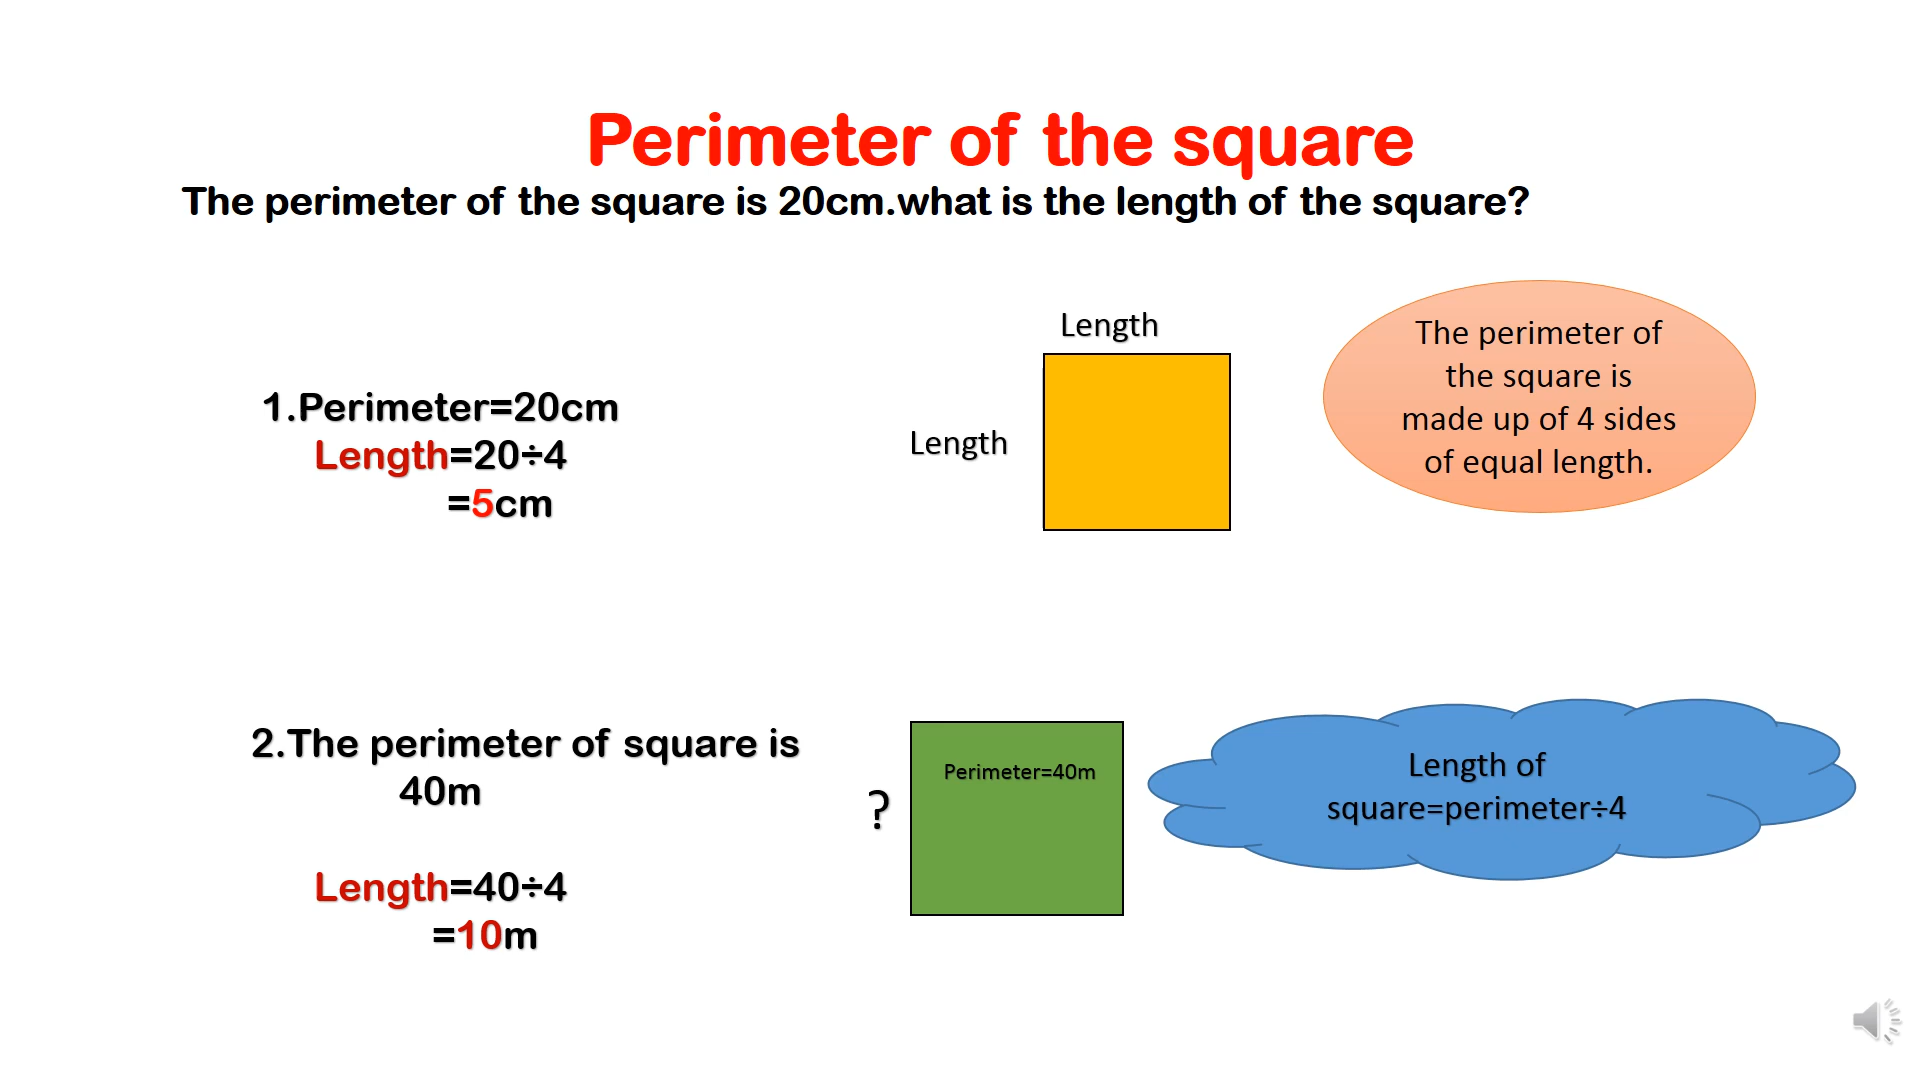 Perimeter of the square
The perimeter of the square is 20cm.what is the length of the square?
Length
Length
The perimeter of
the square is
made up of 4 sides
of equal length.
1.Perimeter=20cm
Length=20÷4
=5cm
2.The perimeter of square is
40m
Length=40÷4
=10m
?
Perimeter=40m
Length of
square=perimeter÷4